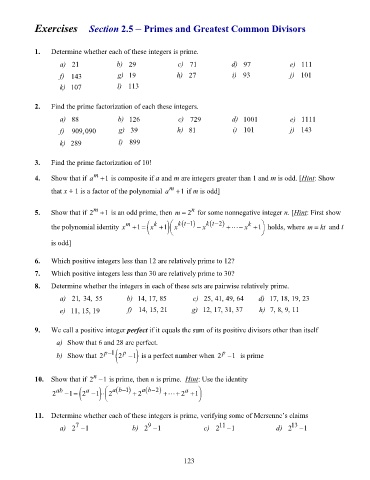 Exercises Section 2.5 – Primes and Greatest Common Divisors
1. Determine whether each of these integers is prime.
a) 21 b) 29 c) 71 d) 97 e) 111
f) 143 g) 19 h) 27 i) 93 j) 101
k) 107 l) 113
2. Find the prime factorization of each these integers.
a) 88 b) 126 c) 729 d) 1001 e) 1111
f) 909,090 g) 39 h) 81 i) 101 j) 143
k) 289 l) 899
3. Find the prime factorization of 10!
4. Show that if a^m + 1 is composite if a and m are integers greater than 1 and m is odd. [Hint: Show
that x + 1 is a factor of the polynomial a^m + 1 if m is odd]
5. Show that if 2^m + 1 is an odd prime, then m = 2^n for some nonnegative integer n. [Hint: First show
the polynomial identity x^m + 1 = (x^k + 1)(x^{k(t−1)} − x^{k(t−2)} + ··· − x^k + 1) holds, where m = kt and t
is odd]
6. Which positive integers less than 12 are relatively prime to 12?
7. Which positive integers less than 30 are relatively prime to 30?
8. Determine whether the integers in each of these sets are pairwise relatively prime.
a) 21, 34, 55 b) 14, 17, 85 c) 25, 41, 49, 64 d) 17, 18, 19, 23
e) 11, 15, 19 f) 14, 15, 21 g) 12, 17, 31, 37 h) 7, 8, 9, 11
9. We call a positive integer perfect if it equals the sum of its positive divisors other than itself
a) Show that 6 and 28 are perfect.
b) Show that 2^{p−1}(2^p − 1) is a perfect number when 2^p − 1 is prime
10. Show that if 2^n − 1 is prime, then n is prime. Hint: Use the identity
2^{ab} − 1 = (2^a − 1)·(2^{a(b−1)} + 2^{a(b−2)} + ··· + 2^a + 1)
11. Determine whether each of these integers is prime, verifying some of Mersenne's claims
a) 2^7 − 1 b) 2^9 − 1 c) 2^11 − 1 d) 2^13 − 1
123